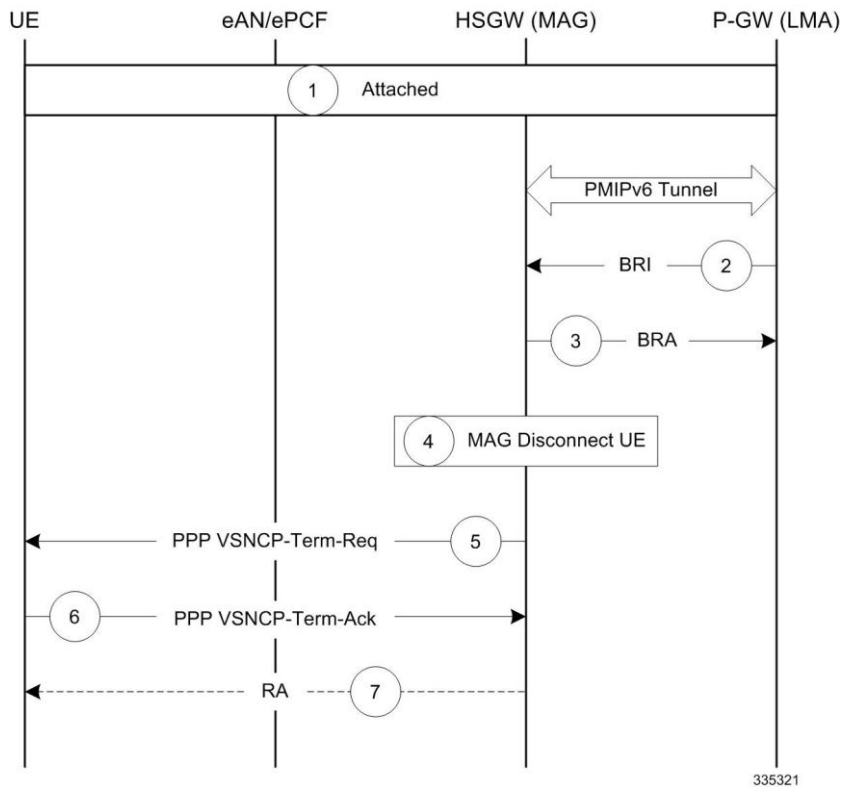 UE eAN/ePCF HSGW (MAG) P-GW (LMA)
1 Attached
PMIPv6 Tunnel
BRI 2
3 BRA
4 MAG Disconnect UE
PPP VSNCP-Term-Req 5
6 PPP VSNCP-Term-Ack
RA 7
335321